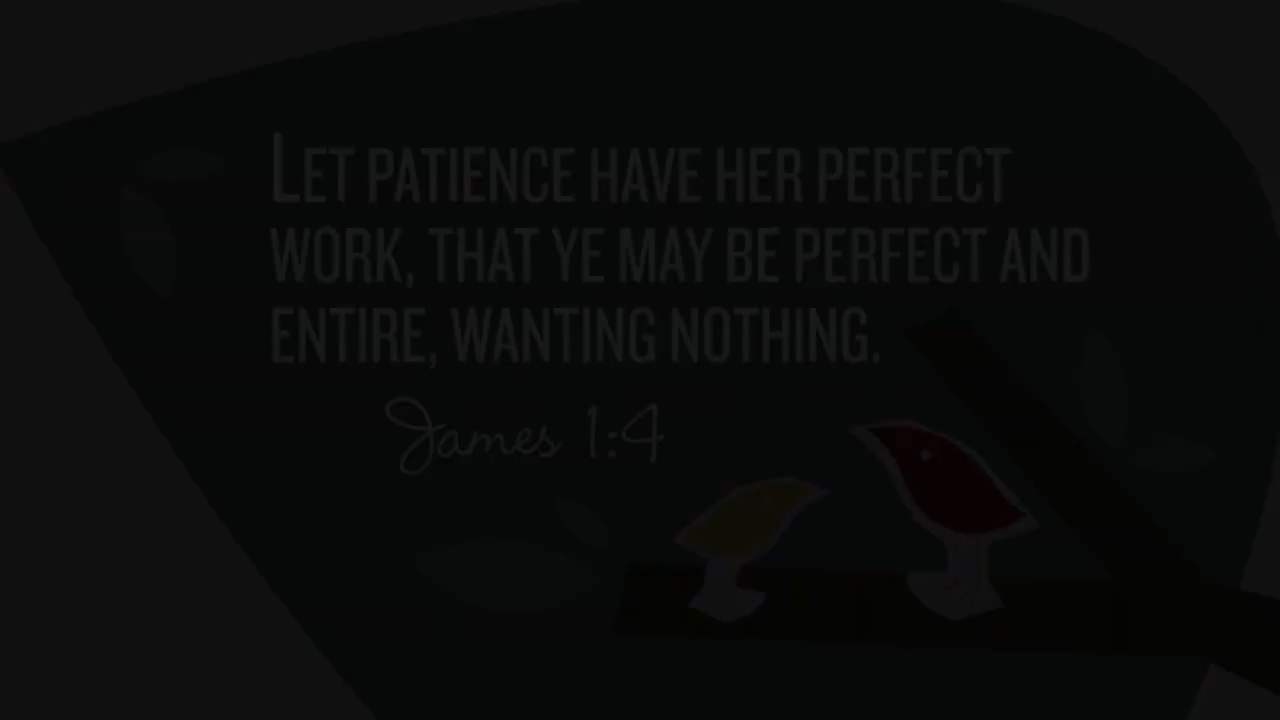 LET PATIENCE HAVE HER PERFECT
WORK, THAT YE MAY BE PERFECT AND
ENTIRE, WANTING NOTHING.
James 1:4